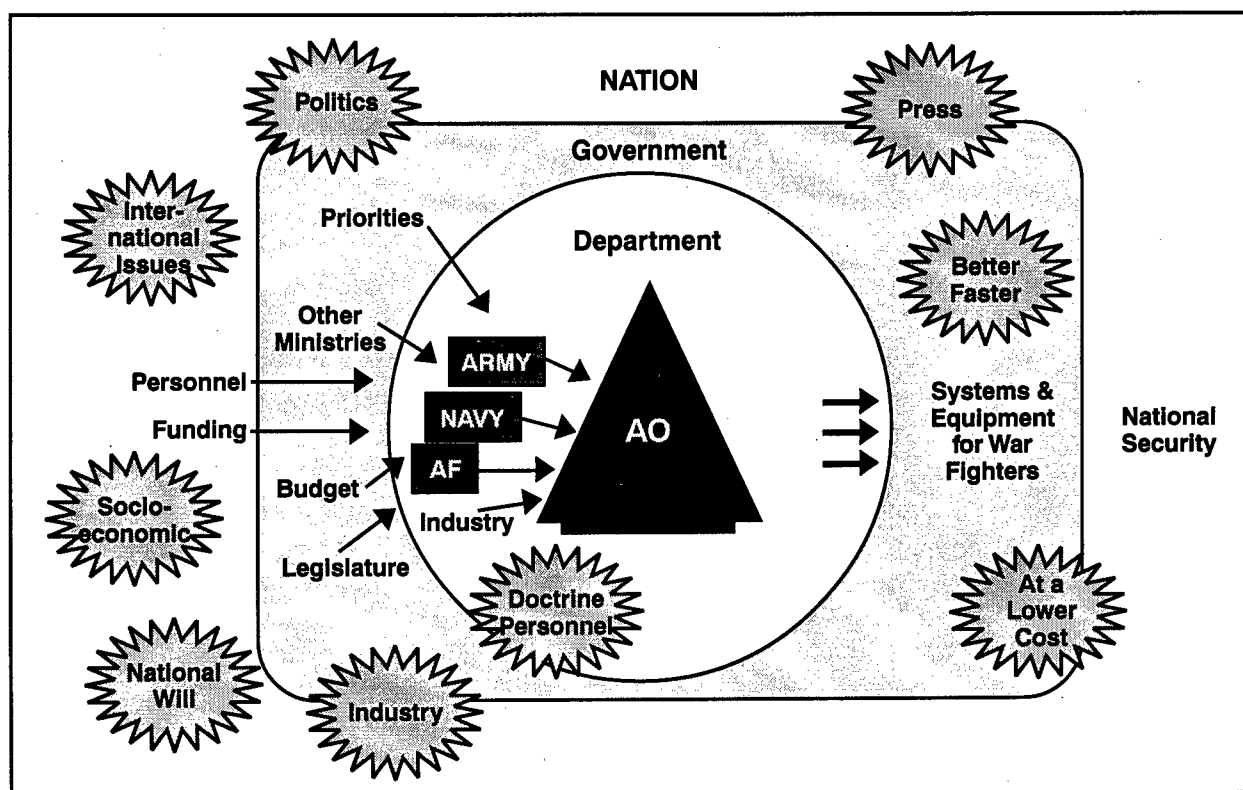 NATION
Politics
Press
Government
Inter-
national
Issues
Priorities
Department
Better
Faster
Other
Ministries
ARMY
Personnel
NAVY
AO
Systems &
Equipment
for War
Fighters
National
Security
Funding
AF
Budget
Industry
Socio-
economic
Legislature
Doctrine
Personnel
At a
Lower
Cost
National
Will
Industry